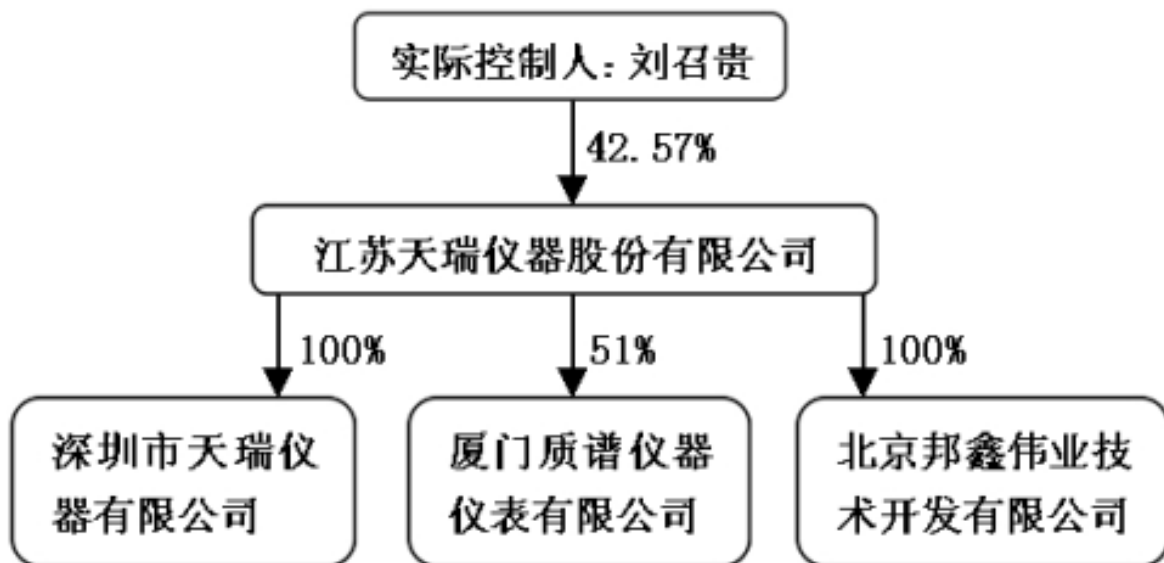 实际控制人：刘召贵
42.57%
江苏天瑞仪器股份有限公司
100%
51%
100%
深圳市天瑞仪
器有限公司
厦门质谱仪器
仪表有限公司
北京邦鑫伟业技
术开发有限公司